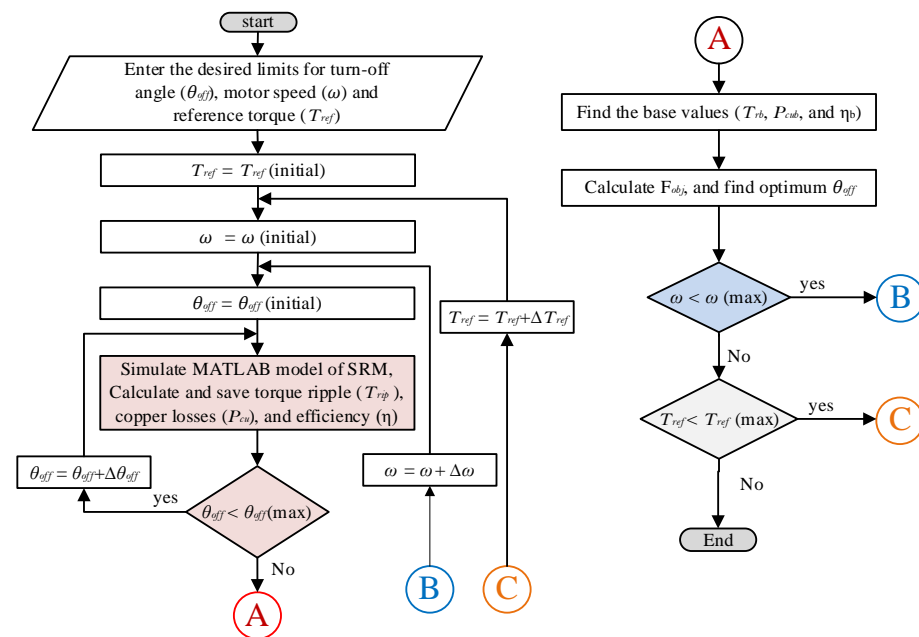 start
Enter the desired limits for turn-off
angle (θoff), motor speed (ω) and
reference torque (Tref)
Tref = Tref (initial)
ω = ω (initial)
θoff = θoff (initial)
Simulate MATLAB model of SRM,
Calculate and save torque ripple (Trip),
copper losses (Pcu), and efficiency (η)
θoff = θoff+Δθoff
yes
θoff < θoff(max)
No
A
ω = ω + Δω
B
Tref = Tref+ΔTref
C
A
Find the base values (Trb, Pcub, and ηb)
Calculate Fobj, and find optimum θoff
ω < ω (max)
yes
B
No
Tref < Tref (max)
yes
C
No
End